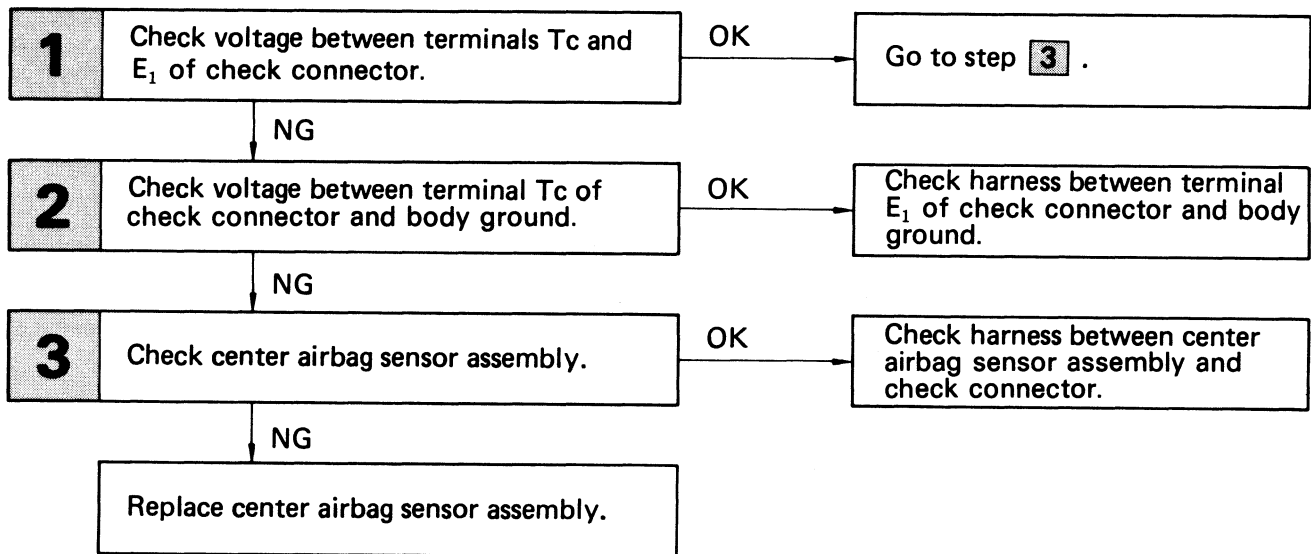 1
Check voltage between terminals Tc and
E₁ of check connector.
OK
Go to step 3 .
NG
2
Check voltage between terminal Tc of
check connector and body ground.
OK
Check harness between terminal
E₁ of check connector and body
ground.
NG
3
Check center airbag sensor assembly.
OK
Check harness between center
airbag sensor assembly and
check connector.
NG
Replace center airbag sensor assembly.